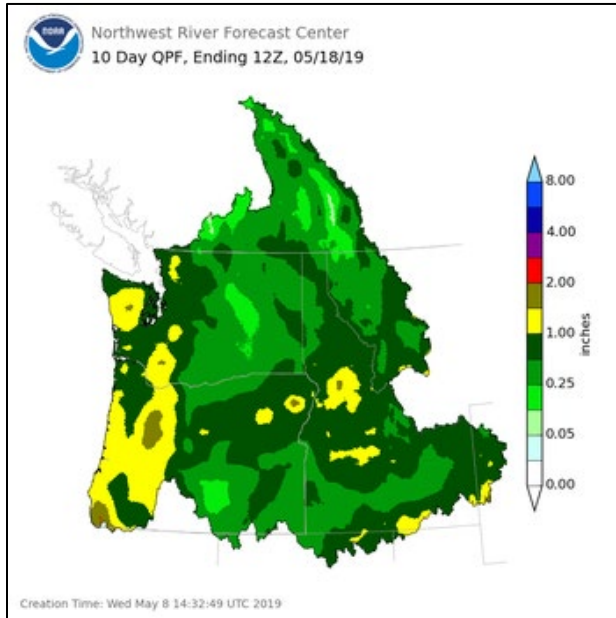 NOAA
Northwest River Forecast Center
10 Day QPF, Ending 12Z, 05/18/19
8.00
4.00
2.00
1.00
0.25
0.05
0.00
inches
Creation Time: Wed May 8 14:32:49 UTC 2019